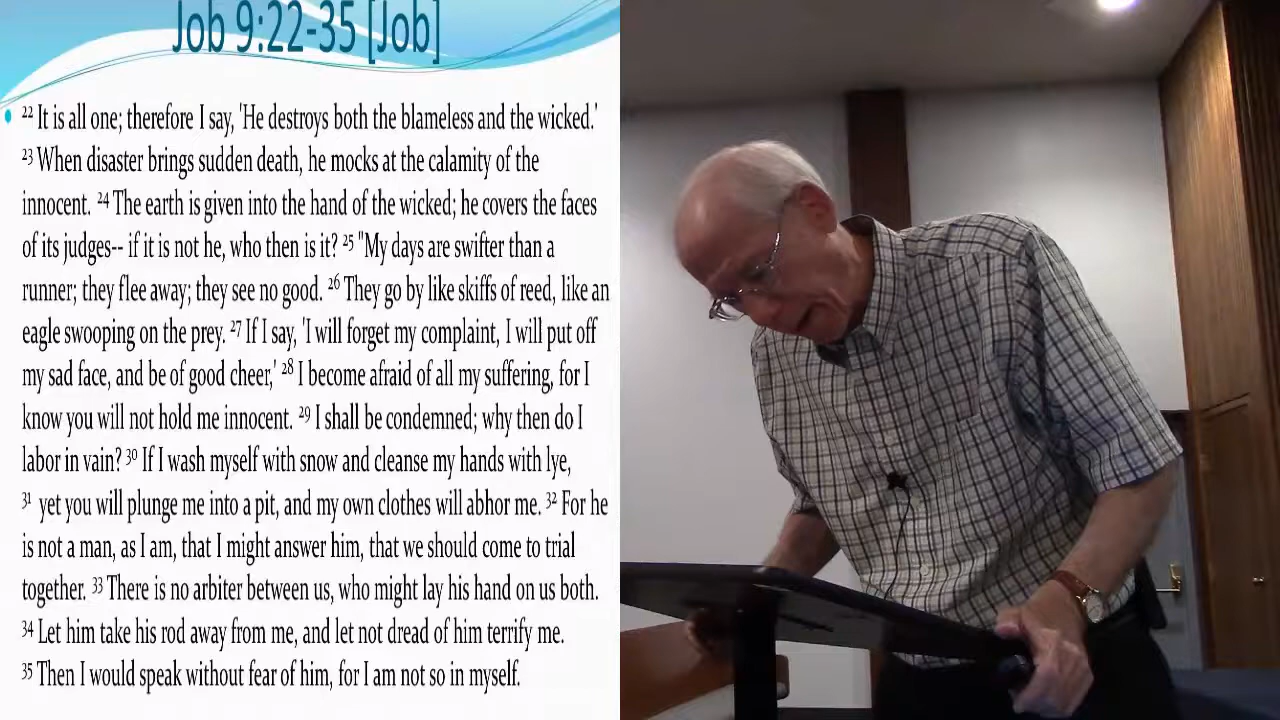 Job 9:22-35 [Job]
22 It is all one; therefore I say, 'He destroys both the blameless and the wicked.'
23 When disaster brings sudden death, he mocks at the calamity of the
innocent. 24 The earth is given into the hand of the wicked; he covers the faces
of its judges-- if it is not he, who then is it? 25 "My days are swifter than a
runner; they flee away; they see no good. 26 They go by like skiffs of reed, like an
eagle swooping on the prey. 27 If I say, 'I will forget my complaint, I will put off
my sad face, and be of good cheer,' 28 I become afraid of all my suffering, for I
know you will not hold me innocent. 29 I shall be condemned; why then do I
labor in vain? 30 If I wash myself with snow and cleanse my hands with lye,
31 yet you will plunge me into a pit, and my own clothes will abhor me. 32 For he
is not a man, as I am, that I might answer him, that we should come to trial
together. 33 There is no arbiter between us, who might lay his hand on us both.
34 Let him take his rod away from me, and let not dread of him terrify me.
35 Then I would speak without fear of him, for I am not so in myself.